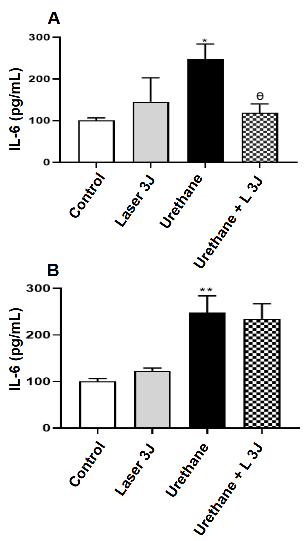 A
IL-6 (pg/mL)
300
200
100
0
*
θ
Control
Laser 3J
Urethane
Urethane + L 3J
B
IL-6 (pg/mL)
300
200
100
0
**
Control
Laser 3J
Urethane
Urethane + L 3J